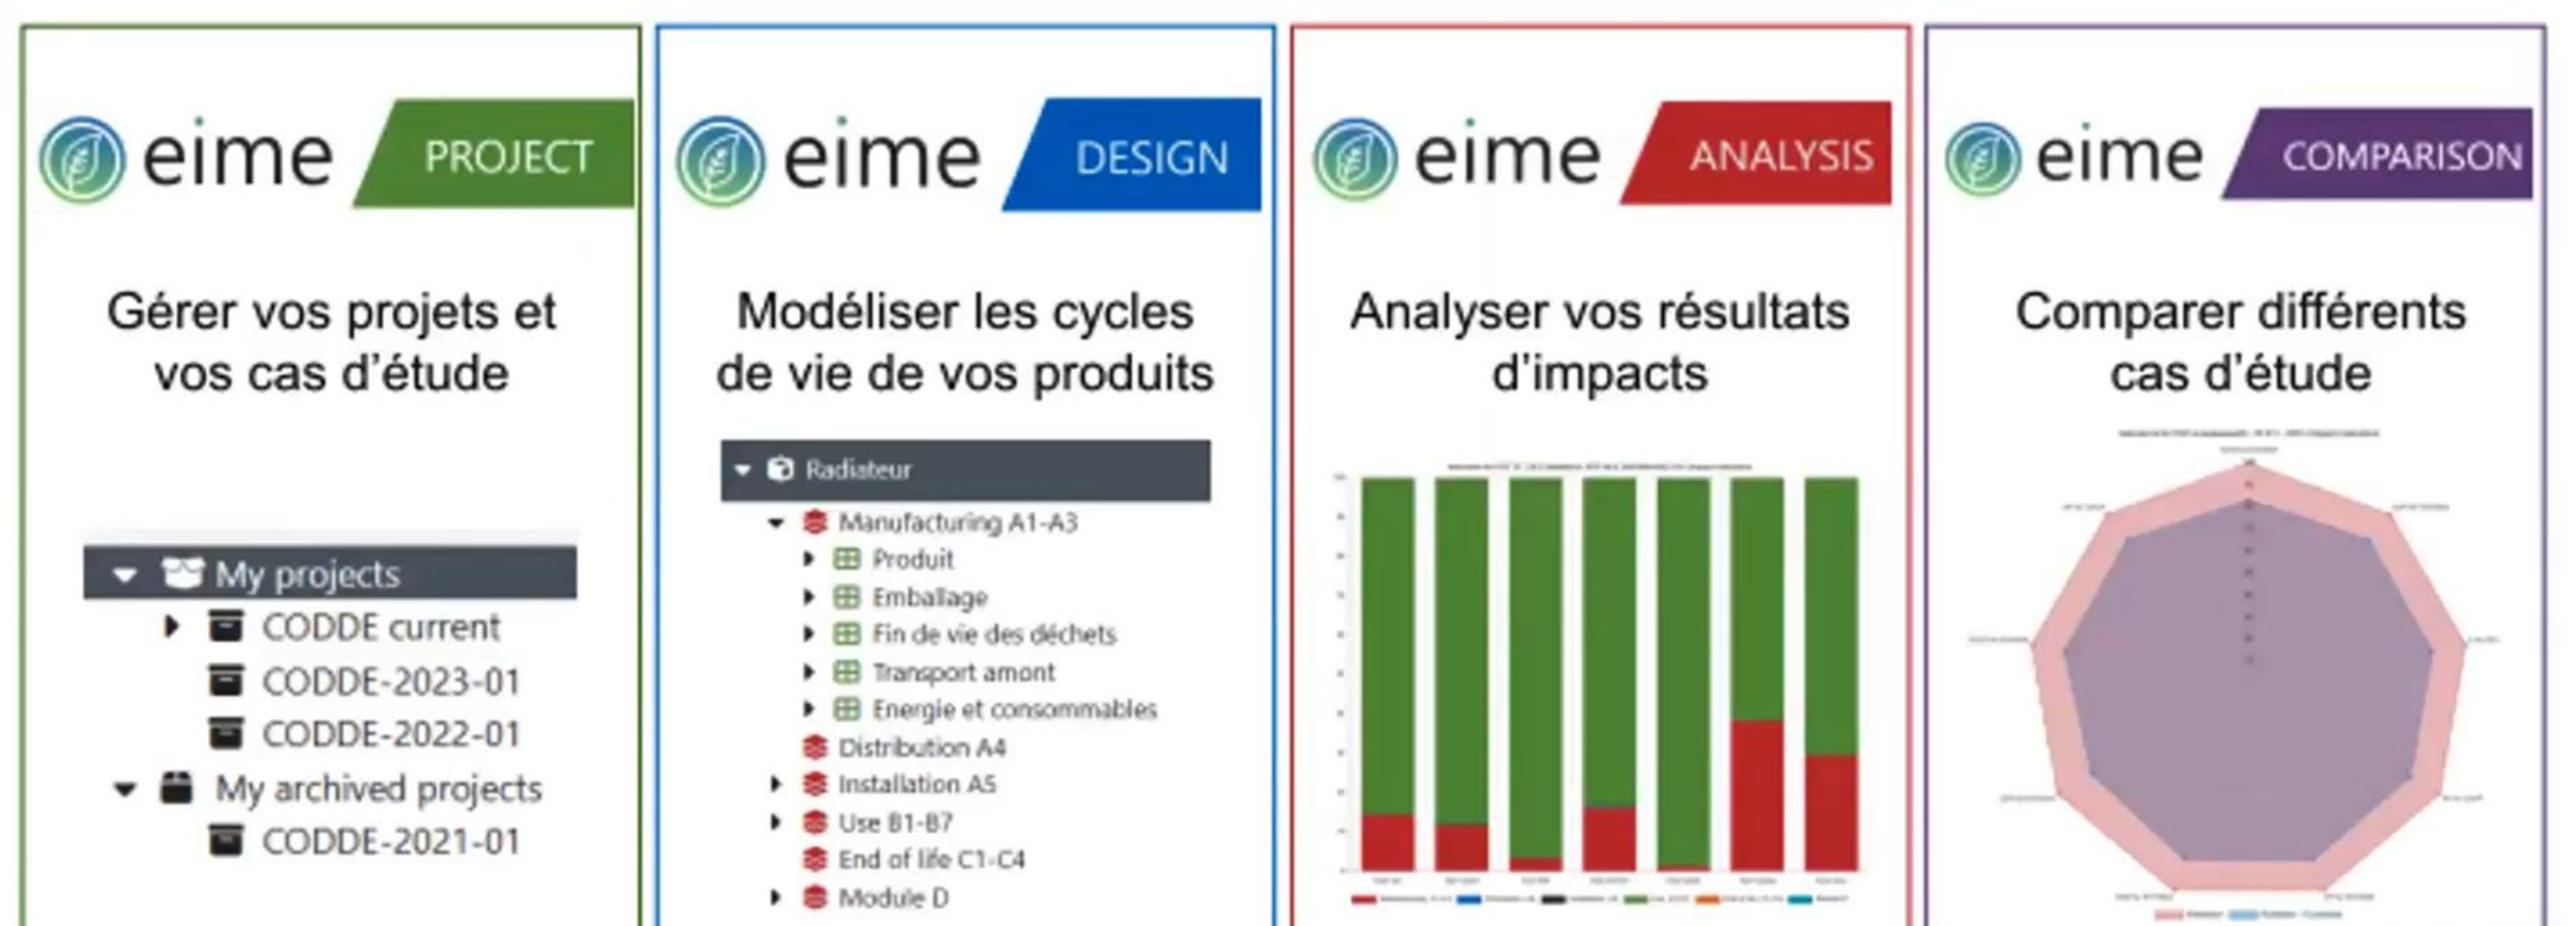 eime PROJECT
Gérer vos projets et
vos cas d'étude
My projects
CODDE current
CODDE-2023-01
CODDE-2022-01
My archived projects
CODDE-2021-01
eime DESIGN
Modéliser les cycles
de vie de vos produits
Radiateur
Manufacturing A1-A3
Produit
Emballage
Fin de vie des déchets
Transport amont
Energie et consommables
Distribution A4
Installation A5
Use B1-B7
End of life C1-C4
Module D
eime ANALYSIS
Analyser vos résultats
d'impacts
eime COMPARISON
Comparer différents
cas d'étude